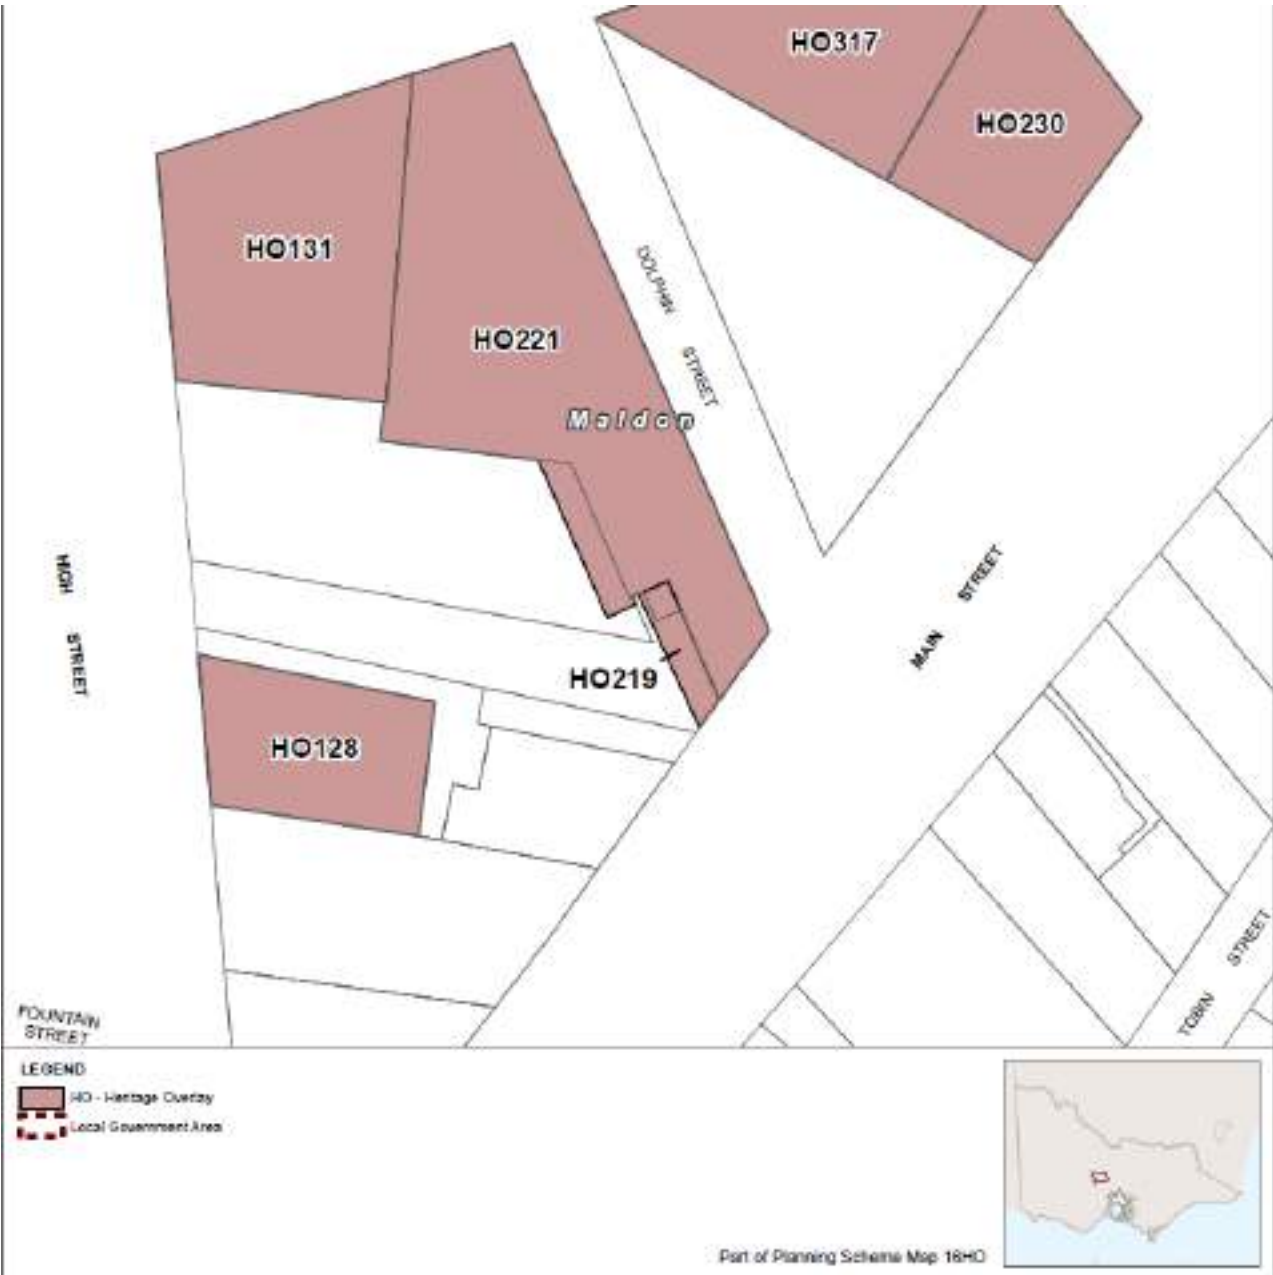 HO317
HO230
HO131
HO221
DOLPHIN STREET
Maldon
HIGH STREET
MAIN STREET
HO219
HO128
TOBIN STREET
FOUNTAIN
STREET
LEGEND
HO - Heritage Overlay
Local Government Area
Part of Planning Scheme Map 16HO